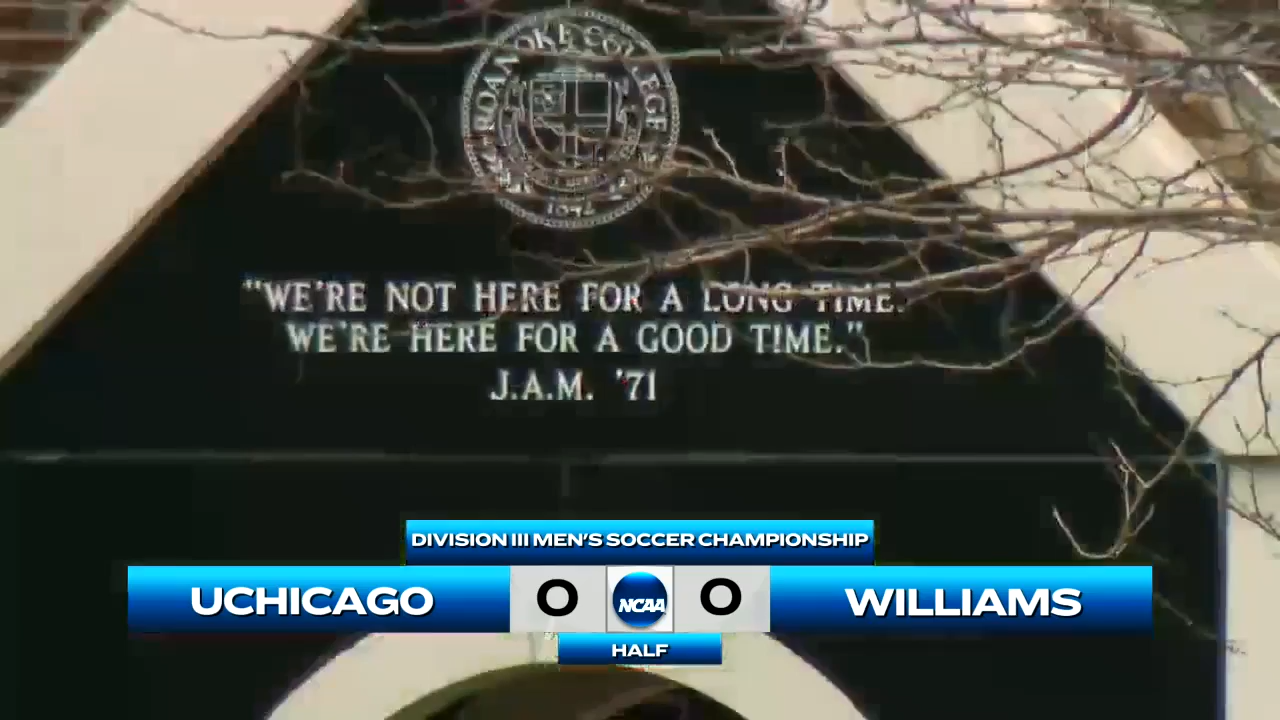 ROANOKE COLLEGE
1842
"WE'RE NOT HERE FOR A LONG TIME.
WE'RE HERE FOR A GOOD TIME."
J.A.M. '71
DIVISION III MEN'S SOCCER CHAMPIONSHIP
UCHICAGO 0 NCAA 0 WILLIAMS
HALF